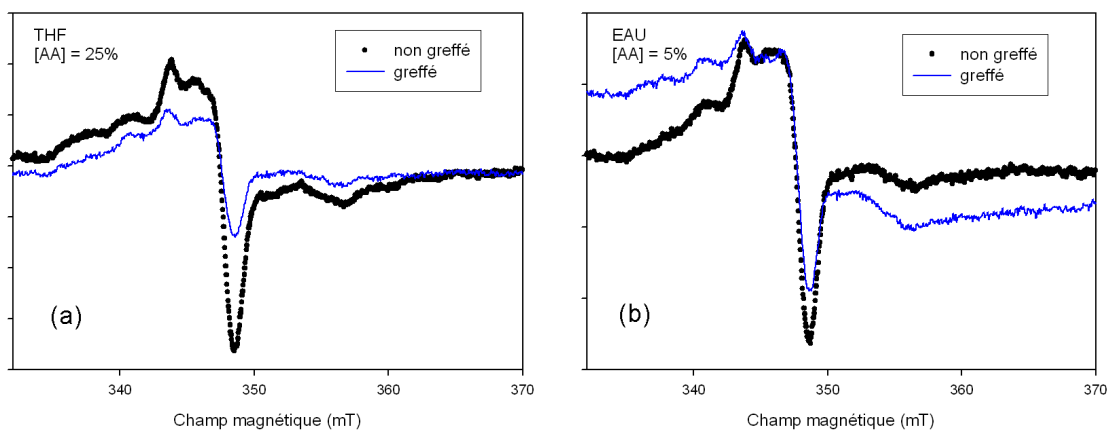 THF
[AA] = 25%
non greffé
greffé
(a)
340
350
360
370
Champ magnétique (mT)
EAU
[AA] = 5%
non greffé
greffé
(b)
340
350
360
370
Champ magnétique (mT)